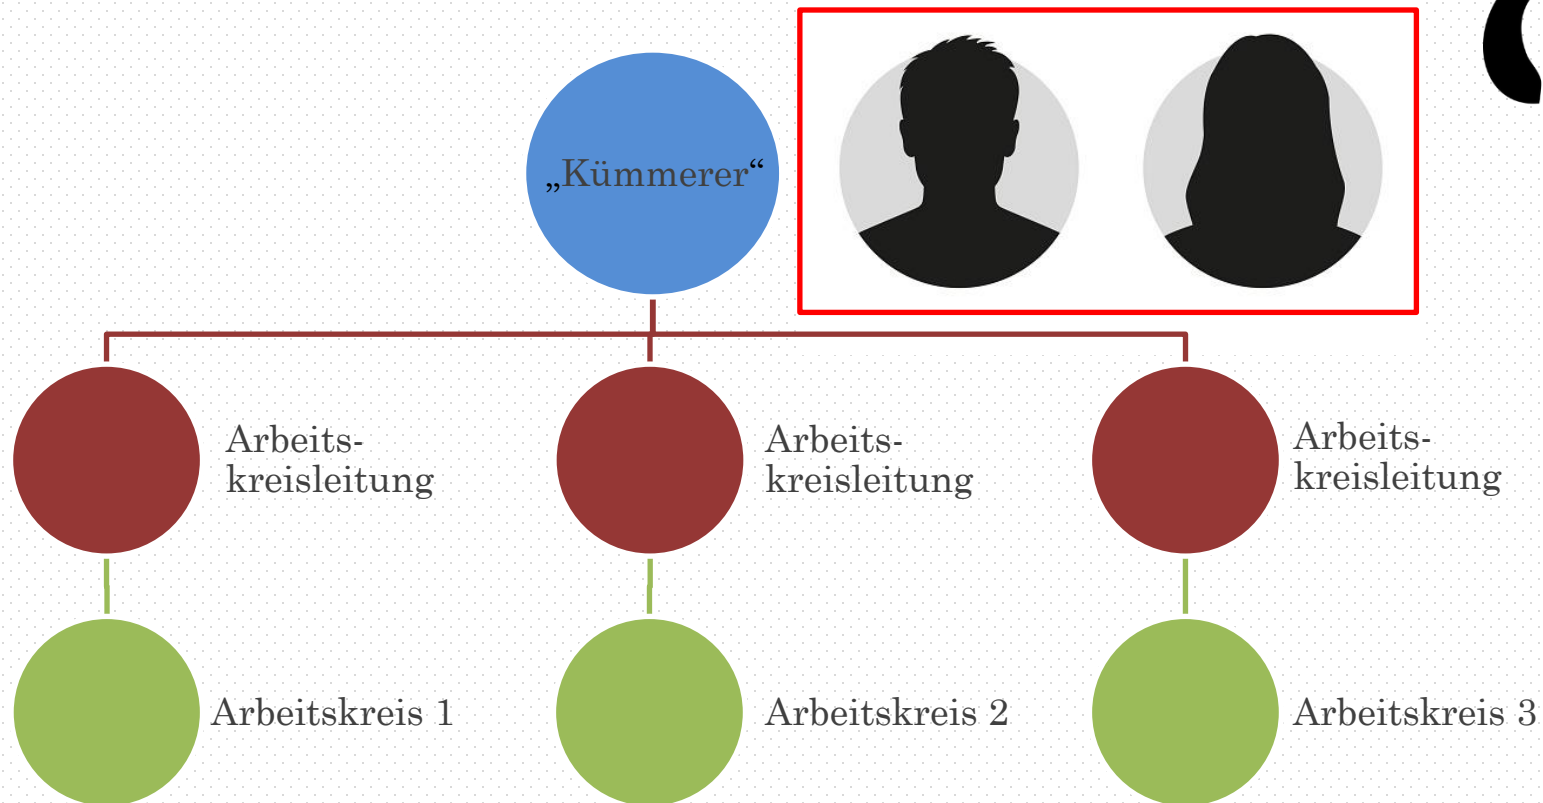 „Kümmerer“
Arbeits-
kreisleitung
Arbeits-
kreisleitung
Arbeits-
kreisleitung
Arbeitskreis 1
Arbeitskreis 2
Arbeitskreis 3